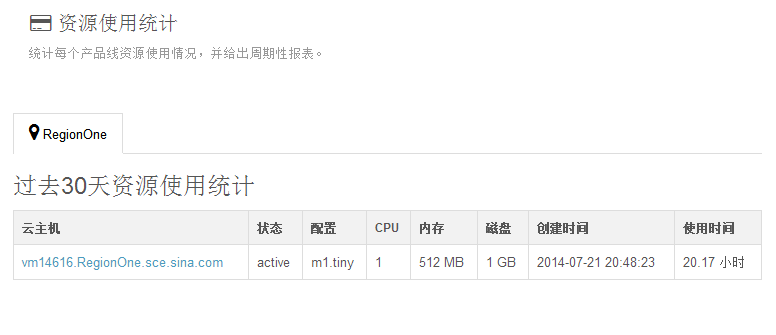 资源使用统计
统计每个产品线资源使用情况，并给出周期性报表。
RegionOne
过去30天资源使用统计
云主机 状态 配置 CPU 内存 磁盘 创建时间 使用时间
vm14616.RegionOne.sce.sina.com active m1.tiny 1 512 MB 1 GB 2014-07-21 20:48:23 20.17 小时